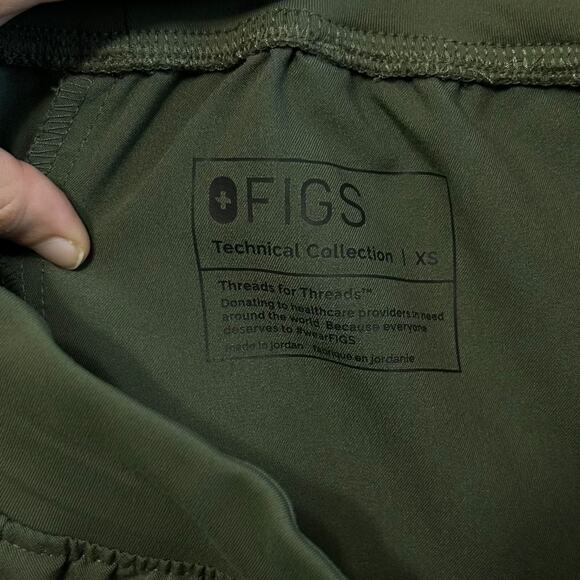 FIGS
Technical Collection | XS
Threads for Threads™
Donating to healthcare providers in need
around the world. Because everyone
deserves to #wearFIGS
made in jordan / fabriqué en jordanie